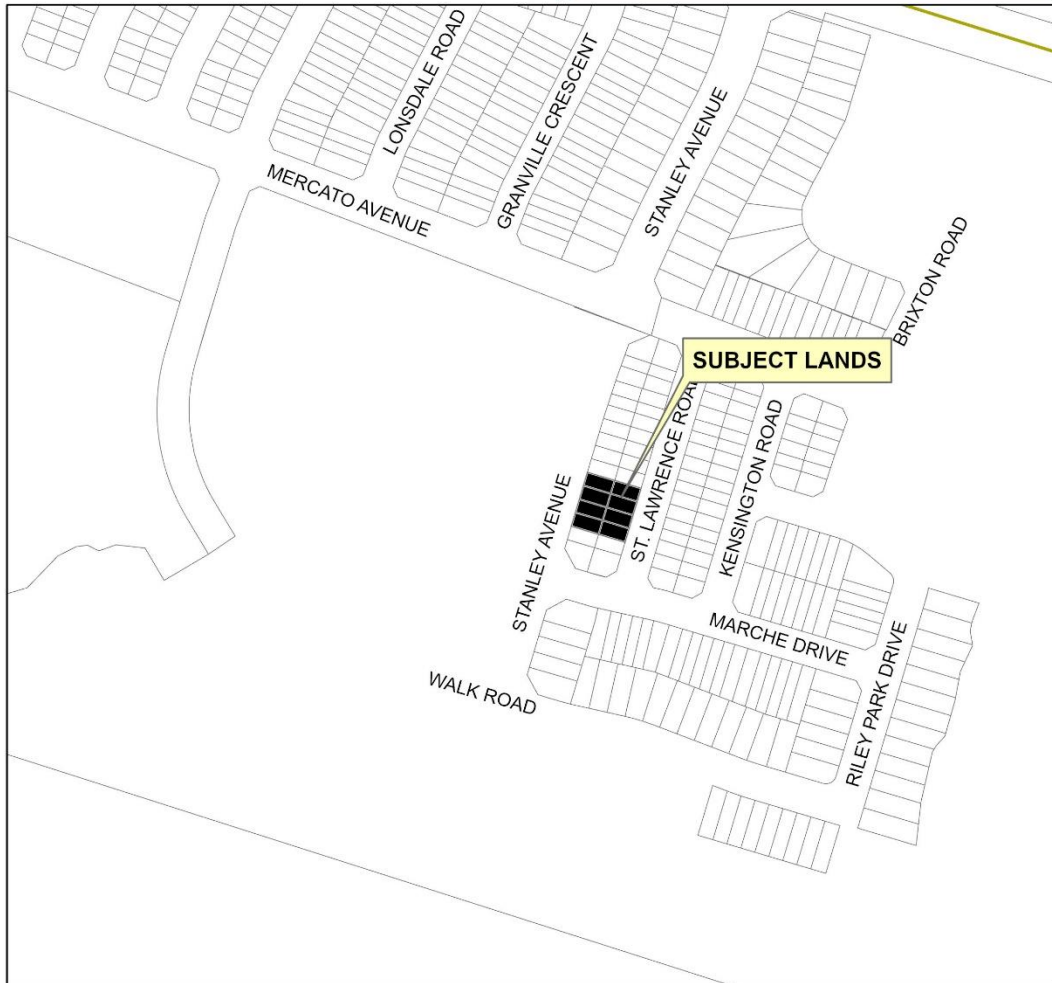 LONSDALE ROAD
GRANVILLE CRESCENT
STANLEY AVENUE
MERCATO AVENUE
BRIXTON ROAD
SUBJECT LANDS
ST. LAWRENCE ROAD
KENSINGTON ROAD
STANLEY AVENUE
MARCHE DRIVE
RILEY PARK DRIVE
WALK ROAD